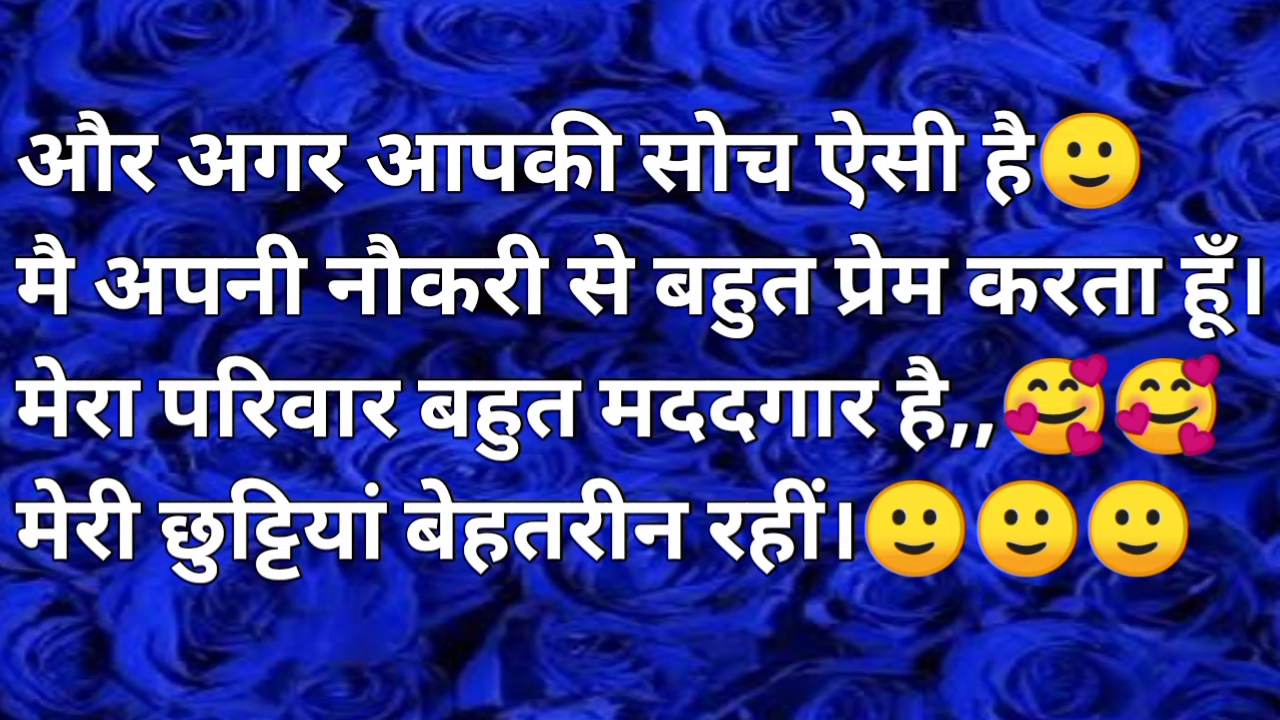 और अगर आपकी सोच ऐसी है🙂
मै अपनी नौकरी से बहुत प्रेम करता हूँ।
मेरा परिवार बहुत मददगार है,,🥰🥰
मेरी छुट्टियां बेहतरीन रहीं।🙂🙂🙂